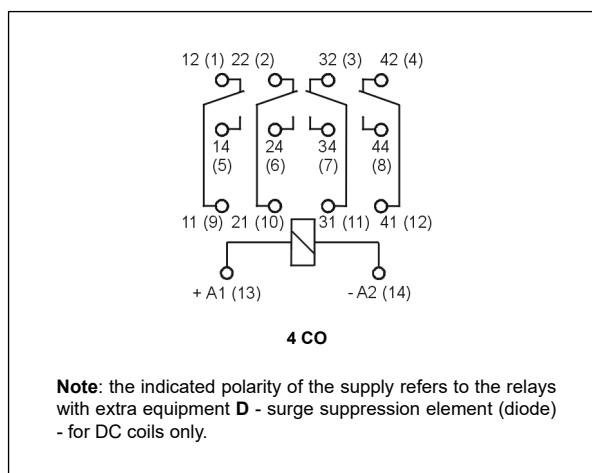 12 (1) 22 (2) 32 (3) 42 (4)
14 24 34 44
(5) (6) (7) (8)
11 (9) 21 (10) 31 (11) 41 (12)
+ A1 (13) - A2 (14)
4 CO
Note: the indicated polarity of the supply refers to the relays
with extra equipment D - surge suppression element (diode)
- for DC coils only.